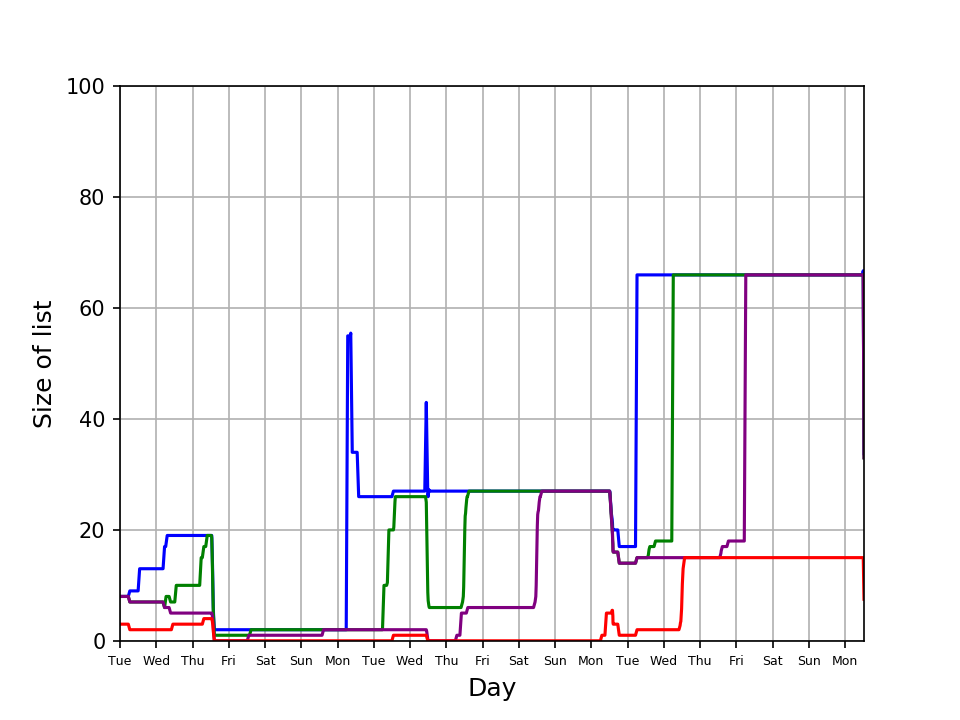 100
80
60
40
20
0
Size of list
Tue Wed Thu Fri Sat Sun Mon Tue Wed Thu Fri Sat Sun Mon Tue Wed Thu Fri Sat Sun Mon
Day